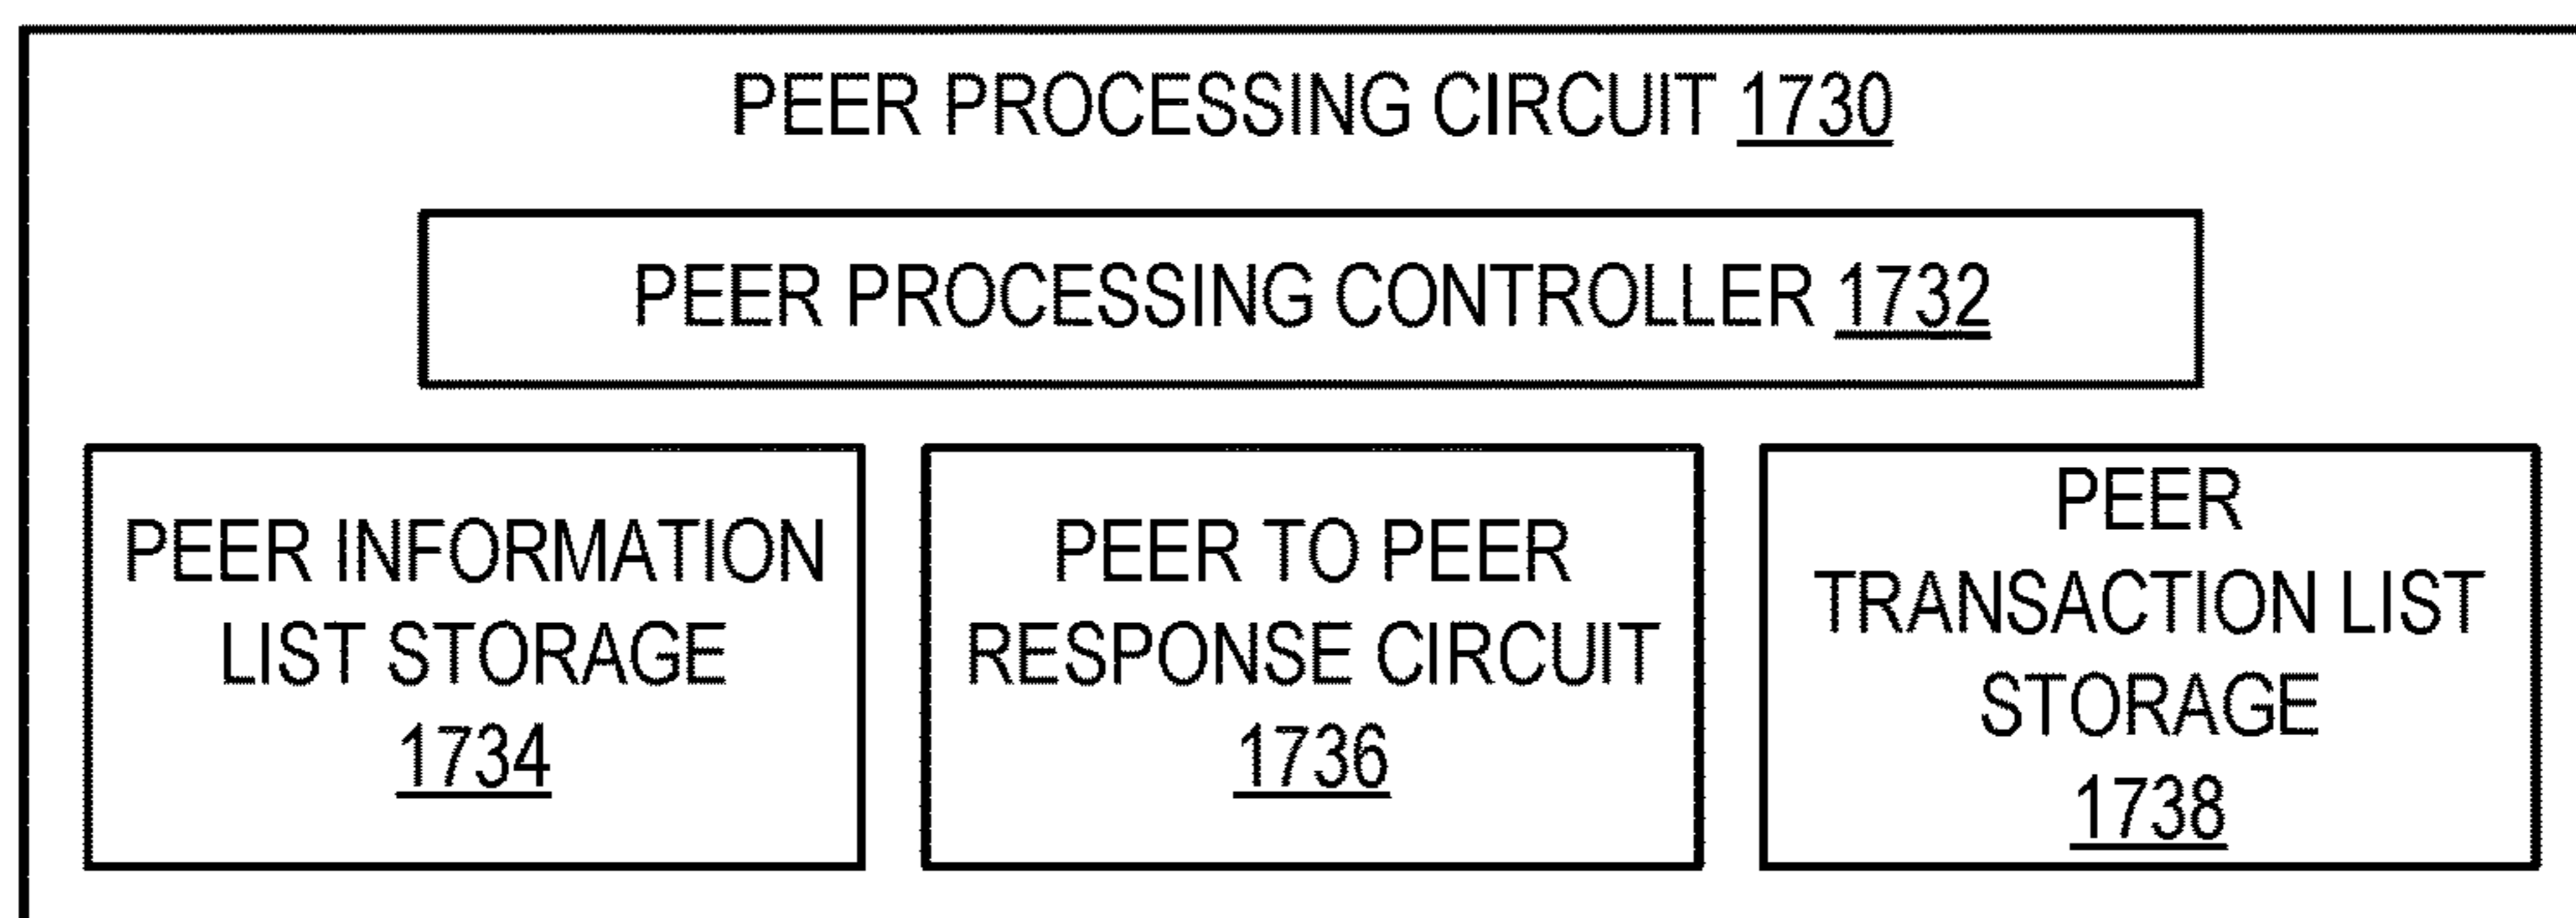 PEER PROCESSING CIRCUIT 1730
PEER PROCESSING CONTROLLER 1732
PEER INFORMATION
LIST STORAGE
1734
PEER TO PEER
RESPONSE CIRCUIT
1736
PEER
TRANSACTION LIST
STORAGE
1738